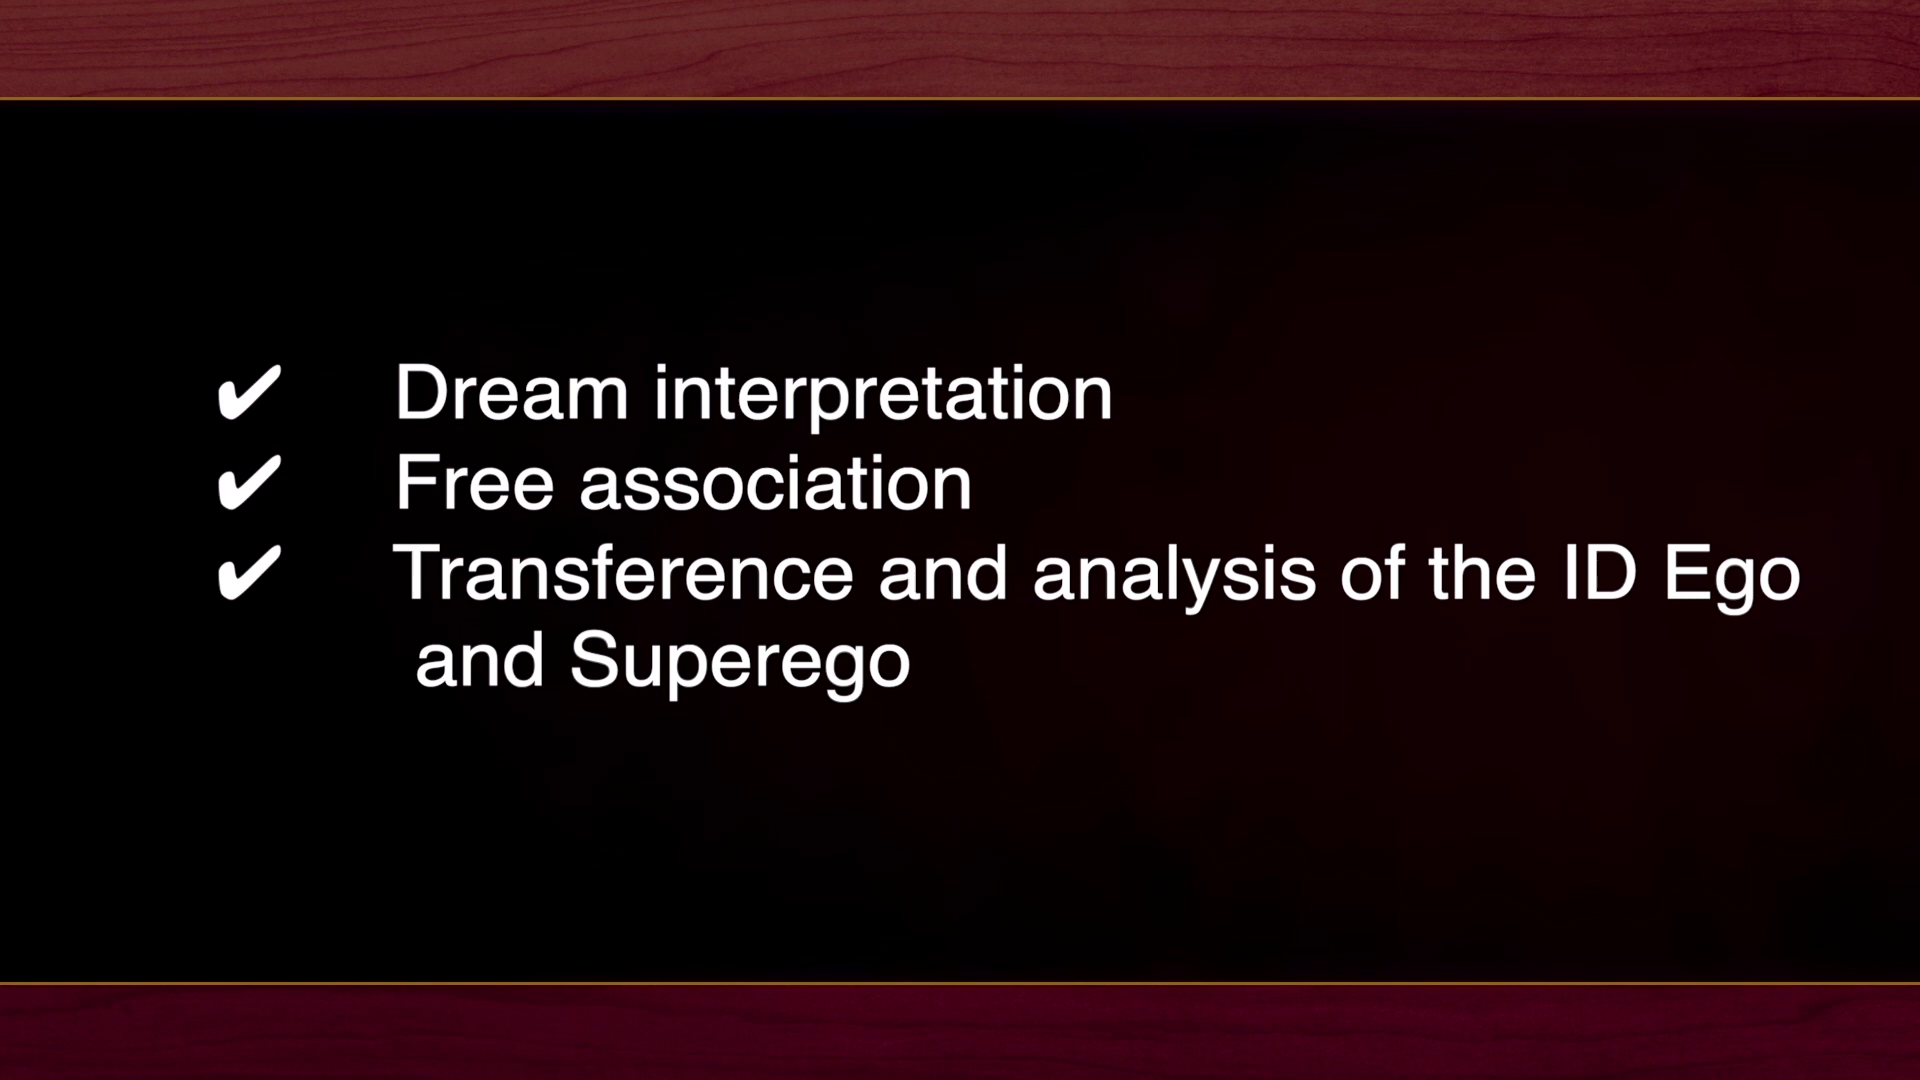 ✔ Dream interpretation
✔ Free association
✔ Transference and analysis of the ID Ego
and Superego